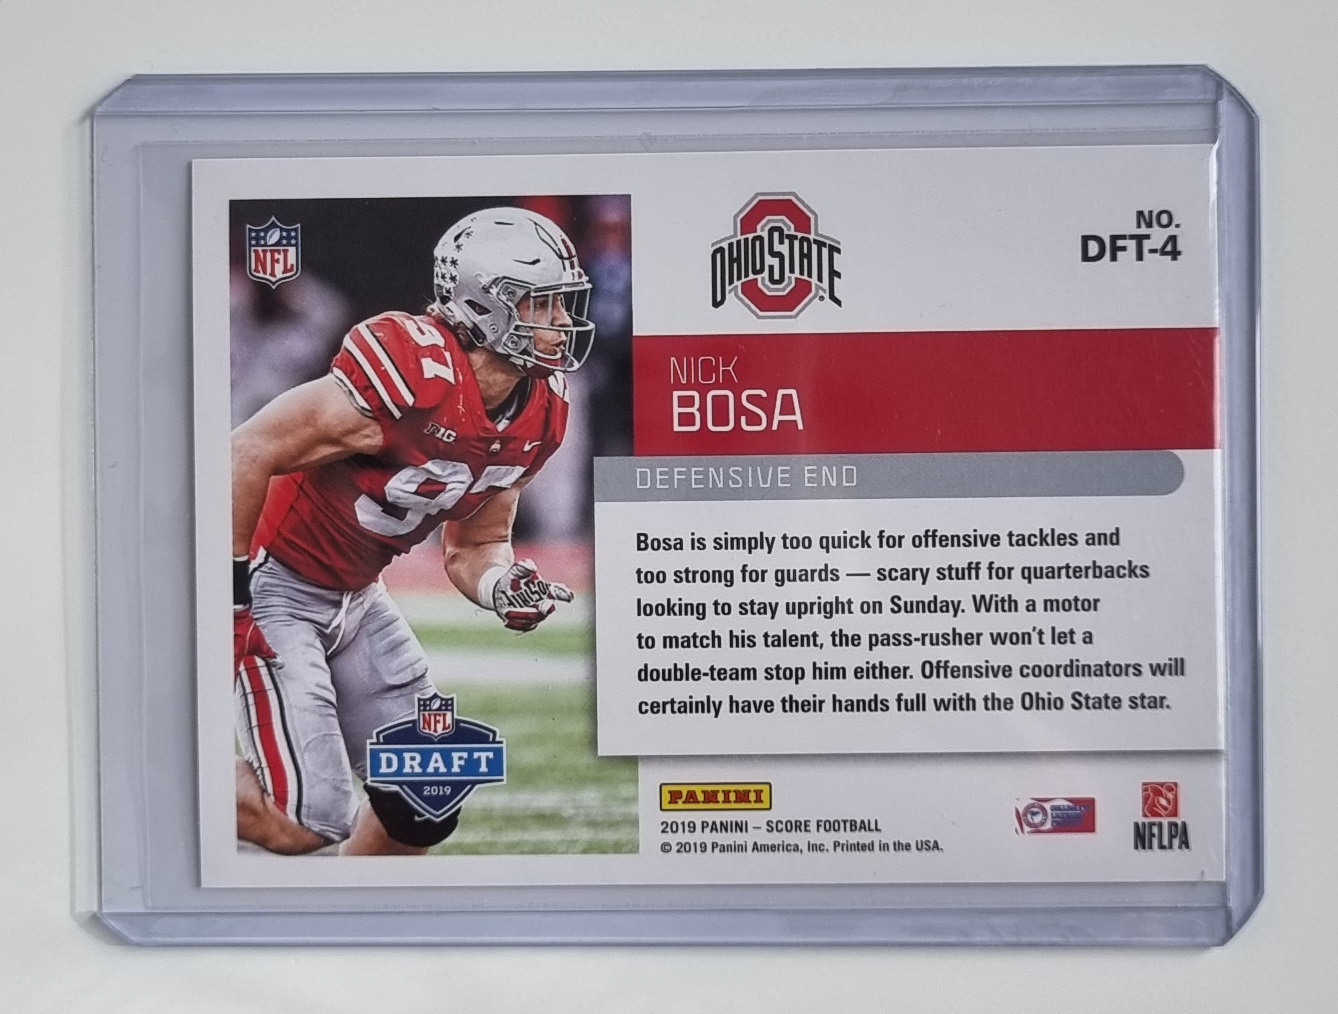 NFL
OHIO STATE
NO.
DFT-4
NICK
BOSA
DEFENSIVE END
97
B1G
97
Bosa is simply too quick for offensive tackles and
too strong for guards — scary stuff for quarterbacks
looking to stay upright on Sunday. With a motor
to match his talent, the pass-rusher won't let a
double-team stop him either. Offensive coordinators will
certainly have their hands full with the Ohio State star.
NFL
DRAFT
2019
PANINI
2019 PANINI – SCORE FOOTBALL
© 2019 Panini America, Inc. Printed in the USA.
NFLPA